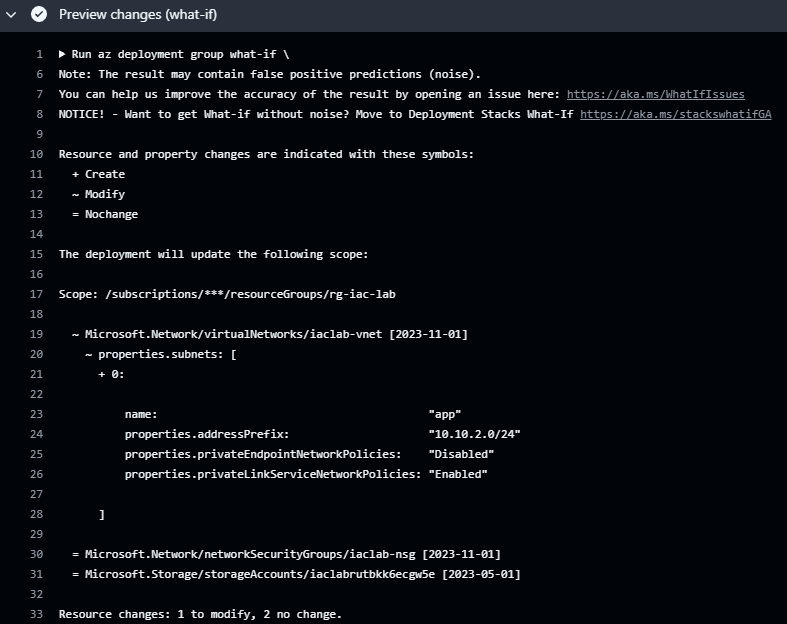 Preview changes (what-if)
1 ▶ Run az deployment group what-if \
6 Note: The result may contain false positive predictions (noise).
7 You can help us improve the accuracy of the result by opening an issue here: https://aka.ms/WhatIfIssues
8 NOTICE! - Want to get What-if without noise? Move to Deployment Stacks What-If https://aka.ms/stackswhatifGA
9
10 Resource and property changes are indicated with these symbols:
11 + Create
12 ~ Modify
13 = Nochange
14
15 The deployment will update the following scope:
16
17 Scope: /subscriptions/***/resourceGroups/rg-iac-lab
18
19 ~ Microsoft.Network/virtualNetworks/iaclab-vnet [2023-11-01]
20 ~ properties.subnets: [
21 + 0:
22
23 name: "app"
24 properties.addressPrefix: "10.10.2.0/24"
25 properties.privateEndpointNetworkPolicies: "Disabled"
26 properties.privateLinkServiceNetworkPolicies: "Enabled"
27
28 ]
29
30 = Microsoft.Network/networkSecurityGroups/iaclab-nsg [2023-11-01]
31 = Microsoft.Storage/storageAccounts/iaclabrutbkk6ecgw5e [2023-05-01]
32
33 Resource changes: 1 to modify, 2 no change.